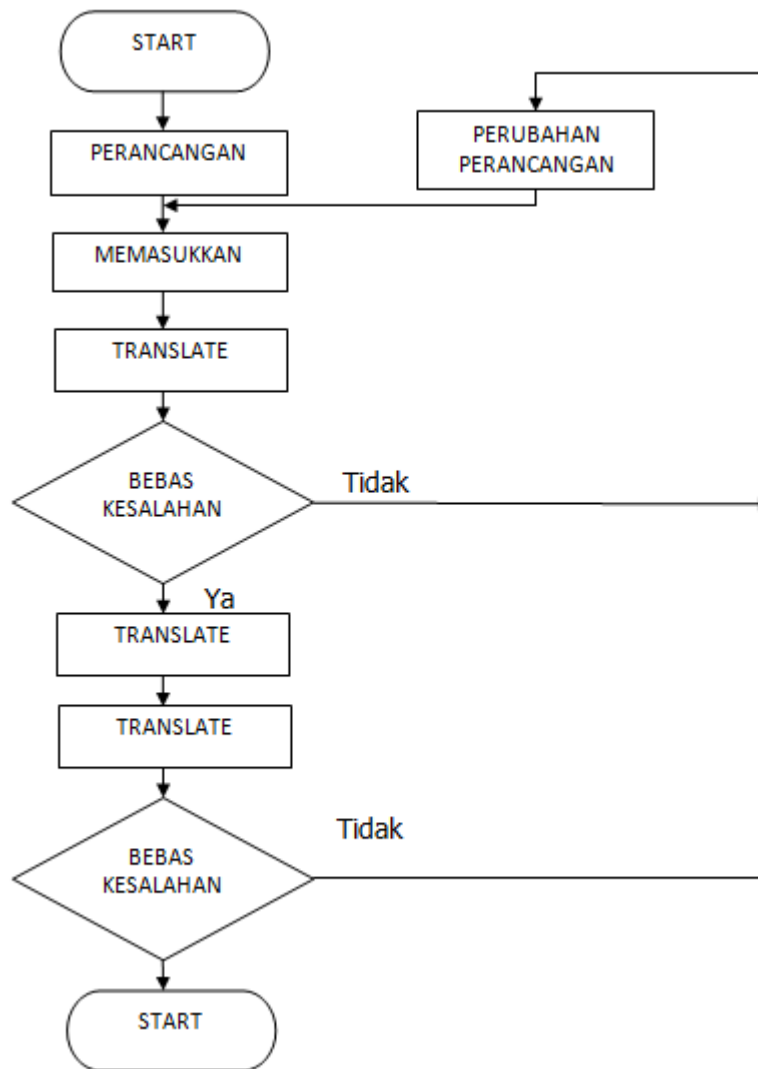 START
PERANCANGAN
PERUBAHAN
PERANCANGAN
MEMASUKKAN
TRANSLATE
BEBAS
KESALAHAN
Tidak
Ya
TRANSLATE
TRANSLATE
BEBAS
KESALAHAN
Tidak
START